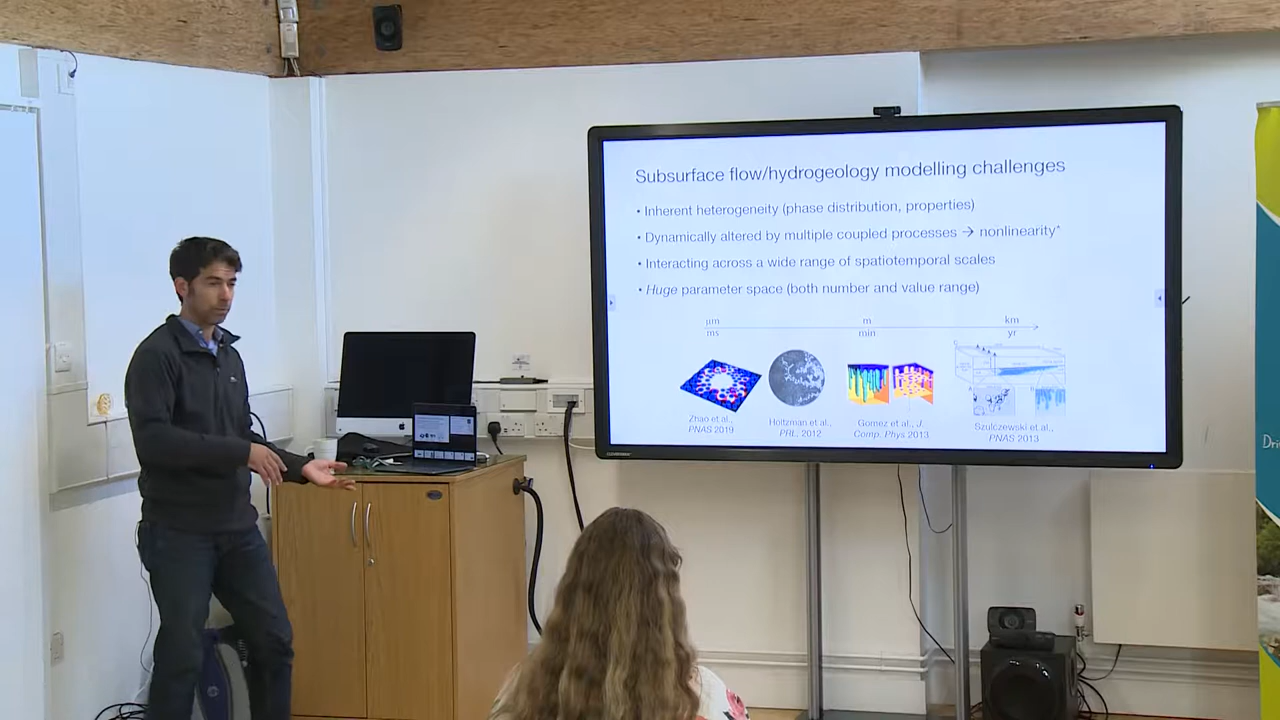 Subsurface flow/hydrogeology modelling challenges
• Inherent heterogeneity (phase distribution, properties)
• Dynamically altered by multiple coupled processes → nonlinearity*
• Interacting across a wide range of spatiotemporal scales
• Huge parameter space (both number and value range)
μm m km
ms min. yr
Zhao et al.,
PNAS 2019
Holtzman et al.,
PRL. 2012
Gomez et al., J.
Comp. Phys 2013
Szulczewski et al.,
PNAS 2013